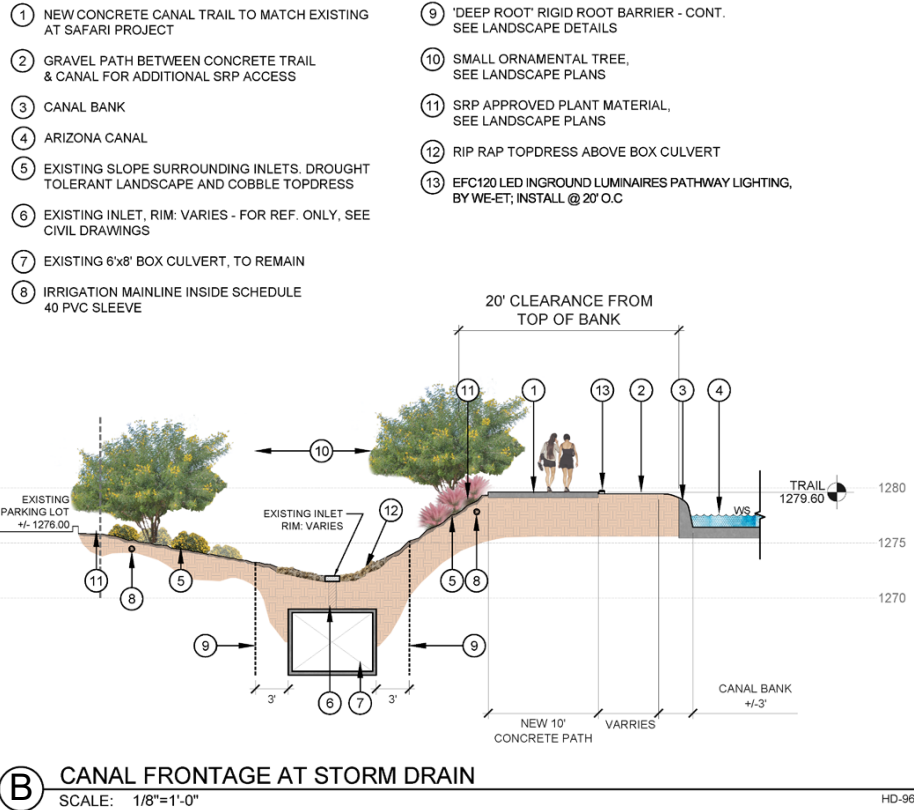 1 NEW CONCRETE CANAL TRAIL TO MATCH EXISTING
AT SAFARI PROJECT
2 GRAVEL PATH BETWEEN CONCRETE TRAIL
& CANAL FOR ADDITIONAL SRP ACCESS
3 CANAL BANK
4 ARIZONA CANAL
5 EXISTING SLOPE SURROUNDING INLETS. DROUGHT
TOLERANT LANDSCAPE AND COBBLE TOPDRESS
6 EXISTING INLET, RIM: VARIES - FOR REF. ONLY, SEE
CIVIL DRAWINGS
7 EXISTING 6'x8' BOX CULVERT, TO REMAIN
8 IRRIGATION MAINLINE INSIDE SCHEDULE
40 PVC SLEEVE
9 'DEEP ROOT' RIGID ROOT BARRIER - CONT.
SEE LANDSCAPE DETAILS
10 SMALL ORNAMENTAL TREE,
SEE LANDSCAPE PLANS
11 SRP APPROVED PLANT MATERIAL,
SEE LANDSCAPE PLANS
12 RIP RAP TOPDRESS ABOVE BOX CULVERT
13 EFC120 LED INGROUND LUMINAIRES PATHWAY LIGHTING,
BY WE-ET; INSTALL @ 20' O.C
20' CLEARANCE FROM
TOP OF BANK
11 1 13 2 3 4
10
EXISTING
PARKING LOT
+/- 1276.00
EXISTING INLET
RIM: VARIES
12
TRAIL
1279.60
WS
1280
1275
1270
11 8 5 5 8
9 9
3' 6 7 3'
CANAL BANK
+/-3'
NEW 10'
CONCRETE PATH
VARRIES
B CANAL FRONTAGE AT STORM DRAIN
SCALE: 1/8"=1'-0"
HD-96